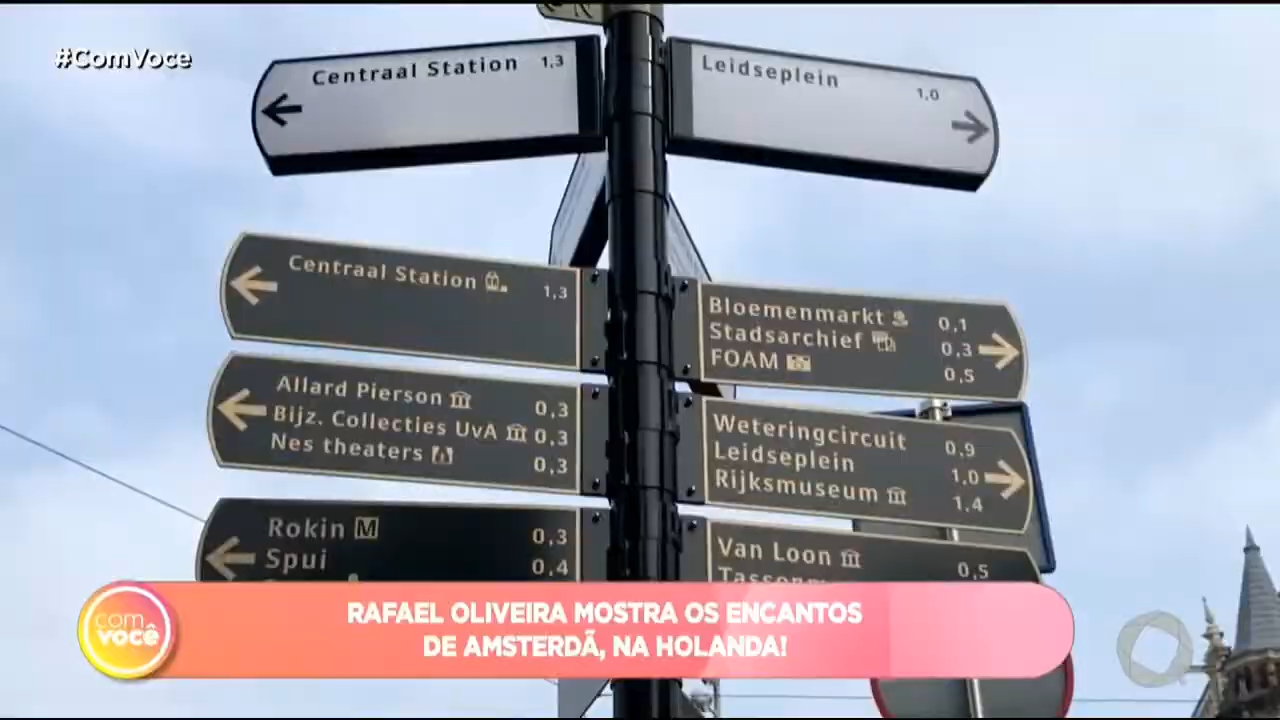 #ComVoce
Centraal Station 1,3
Leidseplein 1,0
Centraal Station 1,3
Bloemenmarkt 0,1
Stadsarchief 0,3
FOAM 0,5
Allard Pierson 0,3
Bijz. Collecties UvA 0,3
Nes theaters 0,3
Weteringcircuit 0,9
Leidseplein 1,0
Rijksmuseum 1,4
Rokin M 0,3
Spui 0,4
Van Loon 0,5
com
você
RAFAEL OLIVEIRA MOSTRA OS ENCANTOS
DE AMSTERDÃ, NA HOLANDA!